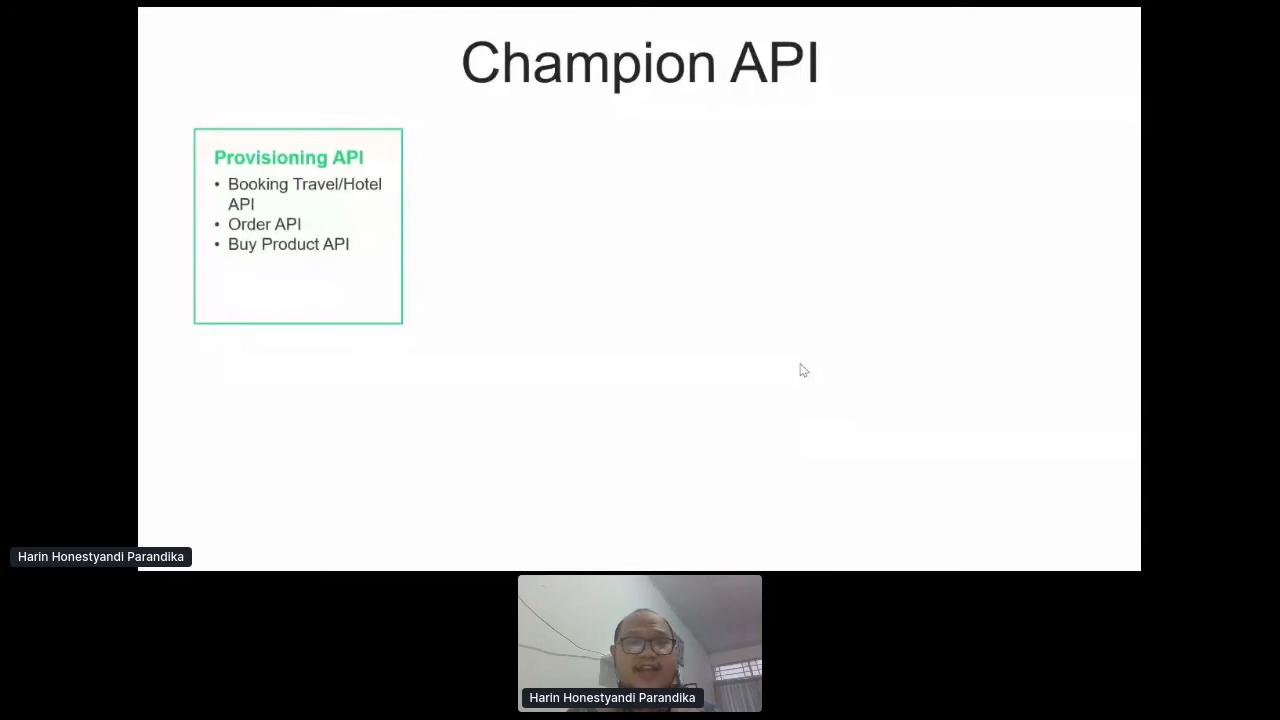 Champion API
Provisioning API
• Booking Travel/Hotel
API
• Order API
• Buy Product API
Harin Honestyandi Parandika
Harin Honestyandi Parandika